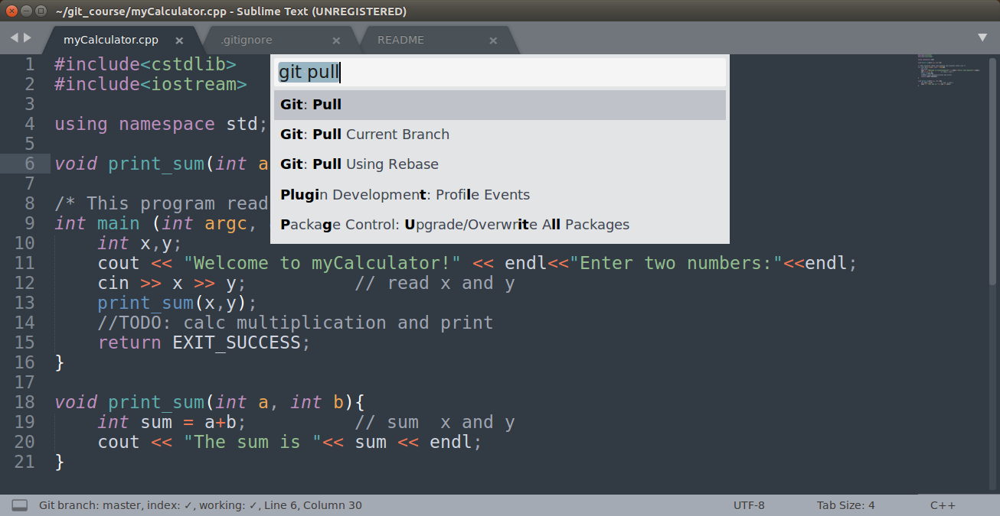 ~/git_course/myCalculator.cpp - Sublime Text (UNREGISTERED)
myCalculator.cpp × .gitignore × README ×
git pull
Git: Pull
Git: Pull Current Branch
Git: Pull Using Rebase
Plugin Development: Profile Events
Package Control: Upgrade/Overwrite All Packages
1 #include<cstdlib>
2 #include<iostream>
3
4 using namespace std;
5
6 void print_sum(int a
7
8 /* This program read
9 int main (int argc,
10     int x,y;
11     cout << "Welcome to myCalculator!" << endl<<"Enter two numbers:"<<endl;
12     cin >> x >> y;          // read x and y
13     print_sum(x,y);
14     //TODO: calc multiplication and print
15     return EXIT_SUCCESS;
16 }
17
18 void print_sum(int a, int b){
19     int sum = a+b;          // sum  x and y
20     cout << "The sum is "<< sum << endl;
21 }
Git branch: master, index: ✓, working: ✓, Line 6, Column 30 UTF-8 Tab Size: 4 C++